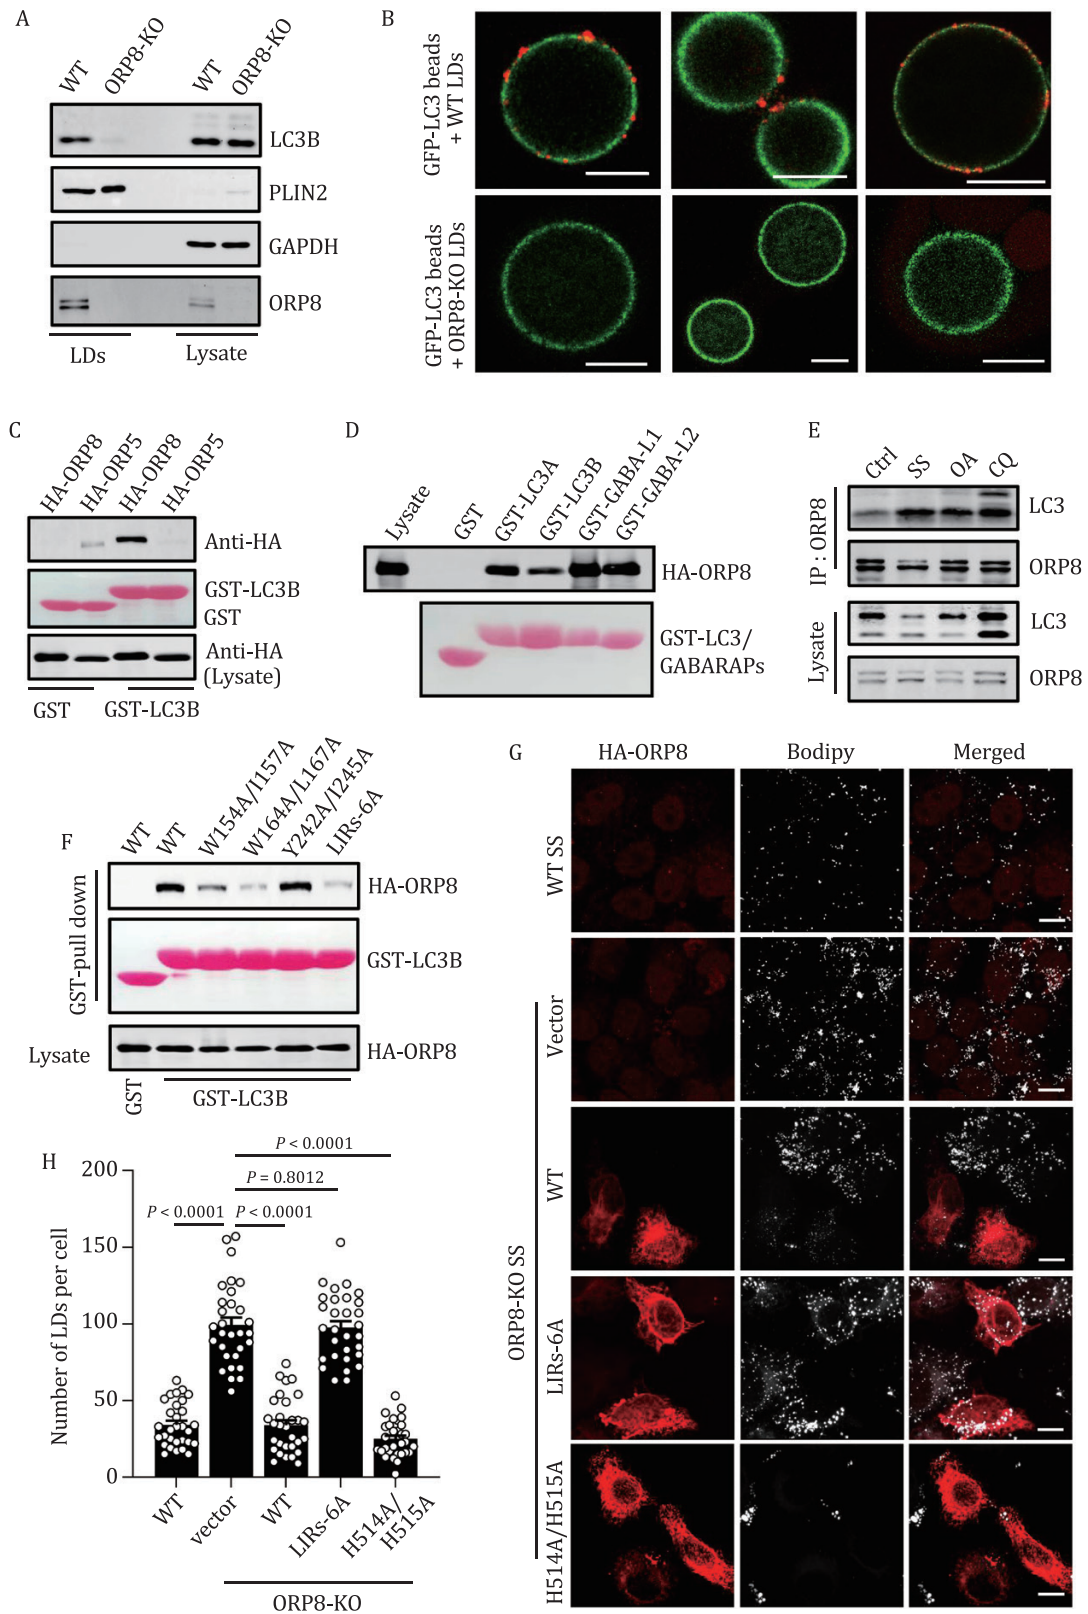 A
WT
ORP8-KO
WT
ORP8-KO
LC3B
PLIN2
GAPDH
ORP8
LDs
Lysate
B
GFP-LC3 beads
+ WT LDs
GFP-LC3 beads
+ ORP8-KO LDs
C
HA-ORP8
HA-ORP5
HA-ORP8
HA-ORP5
Anti-HA
GST-LC3B
GST
Anti-HA
(Lysate)
GST
GST-LC3B
D
Lysate
GST
GST-LC3A
GST-LC3B
GST-GABA-L1
GST-GABA-L2
HA-ORP8
GST-LC3/
GABARAPs
E
Ctrl
SS
OA
CQ
IP : ORP8
LC3
ORP8
Lysate
LC3
ORP8
F
WT
WT
W154A/I157A
W164A/L167A
Y242A/I245A
LIRs-6A
GST-pull down
HA-ORP8
GST-LC3B
Lysate
HA-ORP8
GST
GST-LC3B
G
HA-ORP8
Bodipy
Merged
WT SS
Vector
WT
LIRs-6A
H514A/H515A
ORP8-KO SS
H
P < 0.0001
P = 0.8012
P < 0.0001
P < 0.0001
Number of LDs per cell
200
150
100
50
0
WT
vector
WT
LIRs-6A
H514A/
H515A
ORP8-KO